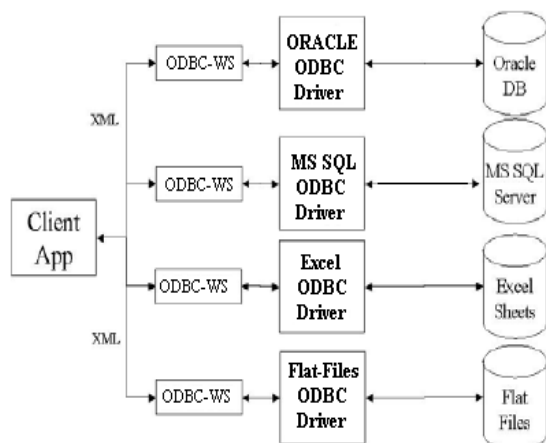 ODBC-WS
ORACLE
ODBC
Driver
Oracle
DB
XML
ODBC-WS
MS SQL
ODBC
Driver
MS SQL
Server
Client
App
ODBC-WS
Excel
ODBC
Driver
Excel
Sheets
XML
ODBC-WS
Flat-Files
ODBC
Driver
Flat
Files